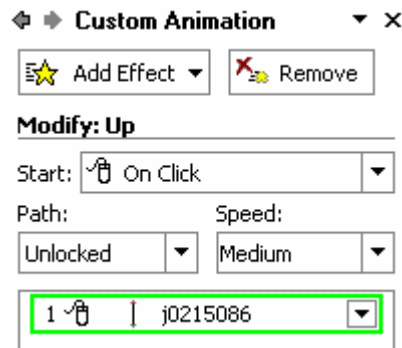 Custom Animation
Add Effect Remove
Modify: Up
Start: On Click
Path: Speed:
Unlocked Medium
1 j0215086